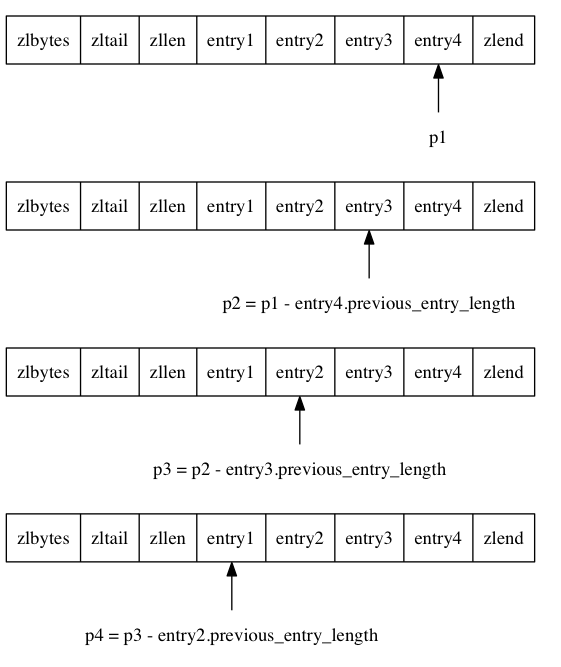 zlbytes zltail zllen entry1 entry2 entry3 entry4 zlend
p1
zlbytes zltail zllen entry1 entry2 entry3 entry4 zlend
p2 = p1 - entry4.previous_entry_length
zlbytes zltail zllen entry1 entry2 entry3 entry4 zlend
p3 = p2 - entry3.previous_entry_length
zlbytes zltail zllen entry1 entry2 entry3 entry4 zlend
p4 = p3 - entry2.previous_entry_length